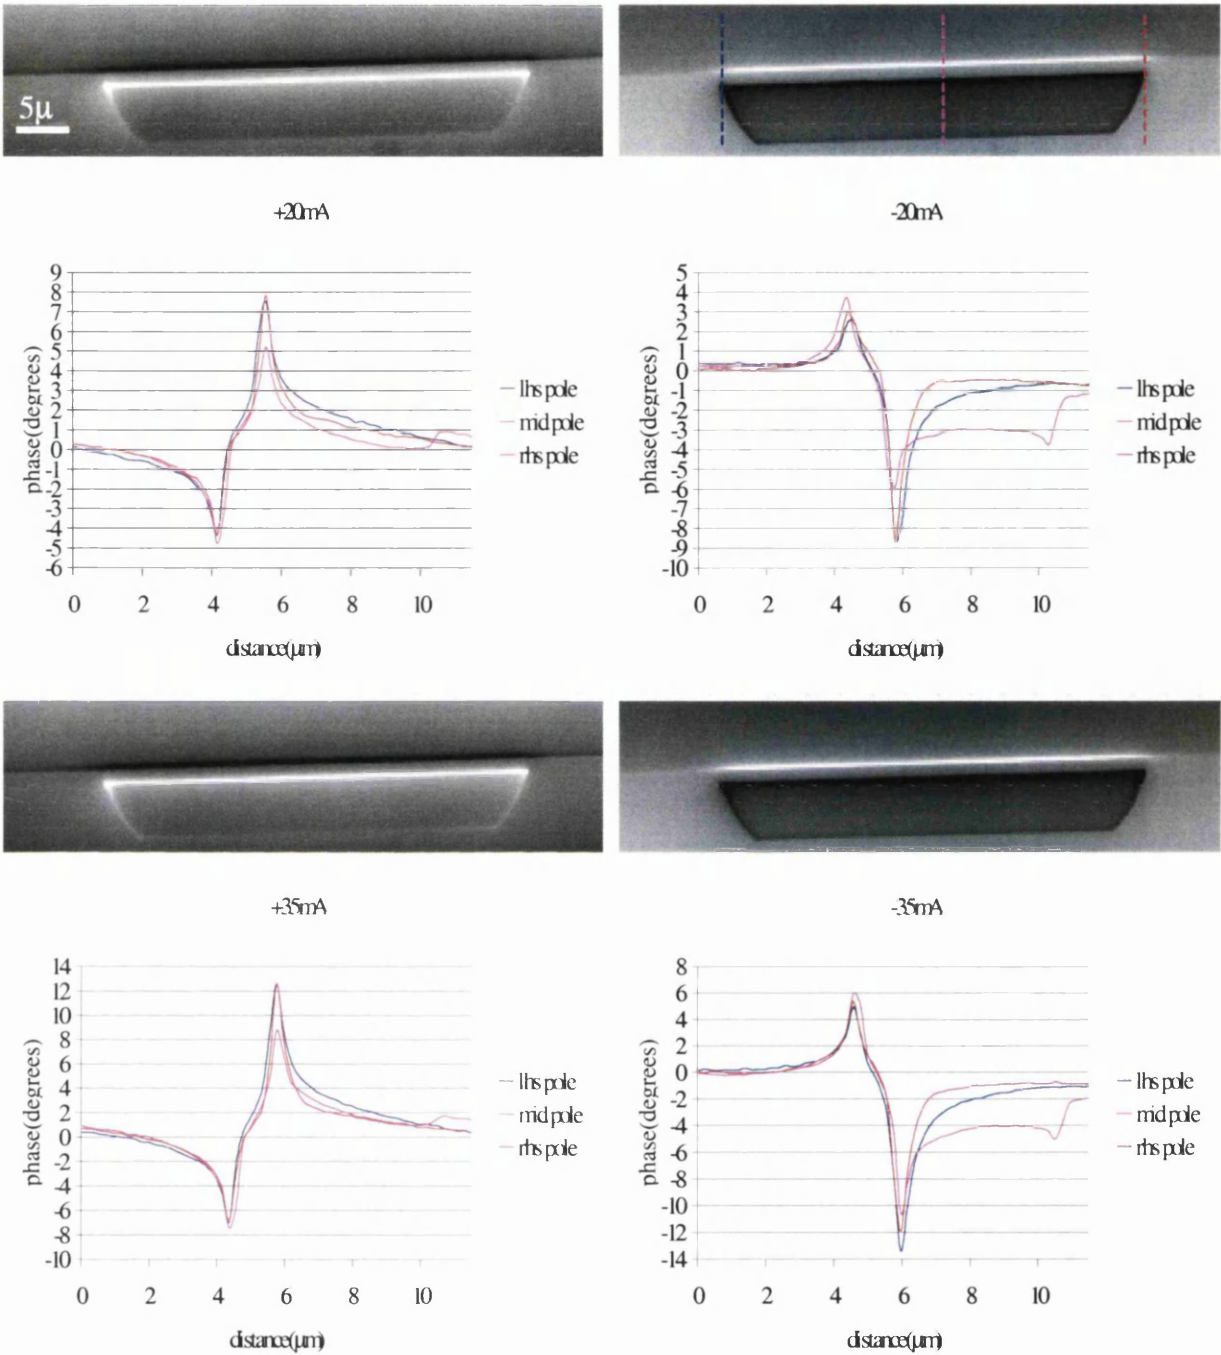 5μ
+20mA
-20mA
9
8
7
6
5
4
3
2
1
0
-1
-2
-3
-4
-5
-6
phase(degrees)
0 2 4 6 8 10
distance(μm)
lhs pole
mid pole
rhs pole
5
4
3
2
1
0
-1
-2
-3
-4
-5
-6
-7
-8
-9
-10
phase(degrees)
0 2 4 6 8 10
distance(μm)
lhs pole
mid pole
rhs pole
+35mA
-35mA
14
12
10
8
6
4
2
0
-2
-4
-6
-8
-10
phase(degrees)
0 2 4 6 8 10
distance(μm)
lhs pole
mid pole
rhs pole
8
6
4
2
0
-2
-4
-6
-8
-10
-12
-14
phase(degrees)
0 2 4 6 8 10
distance(μm)
lhs pole
mid pole
rhs pole